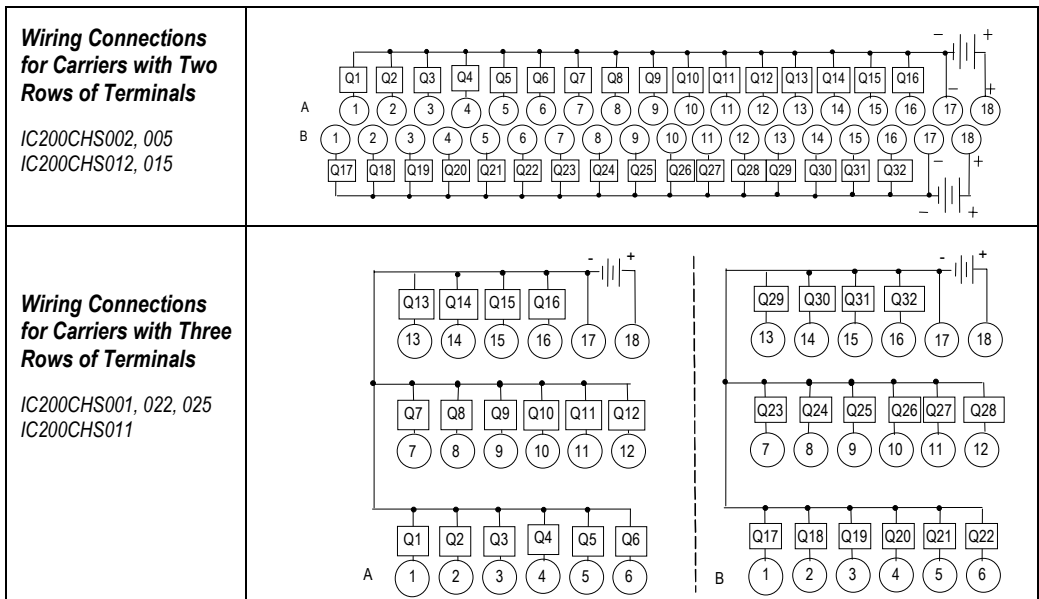 Wiring Connections
for Carriers with Two
Rows of Terminals
IC200CHS002, 005
IC200CHS012, 015
− +
Q1 Q2 Q3 Q4 Q5 Q6 Q7 Q8 Q9 Q10 Q11 Q12 Q13 Q14 Q15 Q16
− +
A 1 2 3 4 5 6 7 8 9 10 11 12 13 14 15 16 17 18
B 1 2 3 4 5 6 7 8 9 10 11 12 13 14 15 16 17 18
Q17 Q18 Q19 Q20 Q21 Q22 Q23 Q24 Q25 Q26 Q27 Q28 Q29 Q30 Q31 Q32
− +
− +
Wiring Connections
for Carriers with Three
Rows of Terminals
IC200CHS001, 022, 025
IC200CHS011
- +
Q13 Q14 Q15 Q16
13 14 15 16 17 18
Q7 Q8 Q9 Q10 Q11 Q12
7 8 9 10 11 12
Q1 Q2 Q3 Q4 Q5 Q6
A 1 2 3 4 5 6
- +
Q29 Q30 Q31 Q32
13 14 15 16 17 18
Q23 Q24 Q25 Q26 Q27 Q28
7 8 9 10 11 12
Q17 Q18 Q19 Q20 Q21 Q22
B 1 2 3 4 5 6